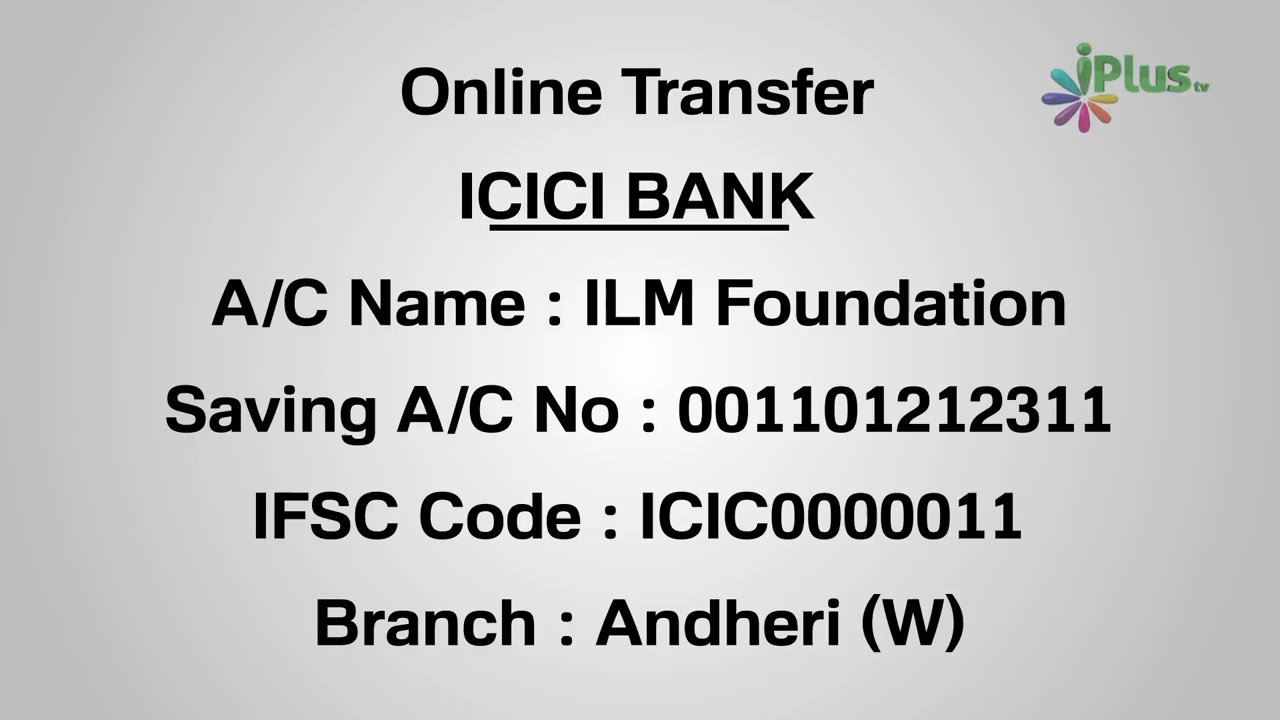 Online Transfer
iPlus tv
ICICI BANK
A/C Name : ILM Foundation
Saving A/C No : 001101212311
IFSC Code : ICIC0000011
Branch : Andheri (W)